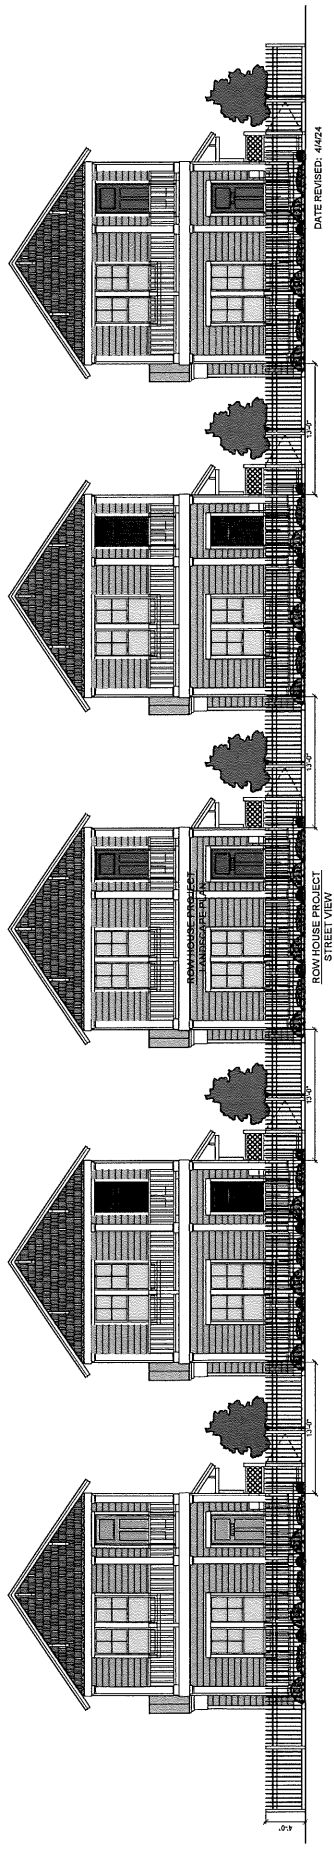 ROW HOUSE PROJECT
LANDSCAPE PLAN
4'-0"
13'-0"
13'-0"
13'-0"
13'-0"
ROW HOUSE PROJECT
STREET VIEW
DATE REVISED: 4/4/24